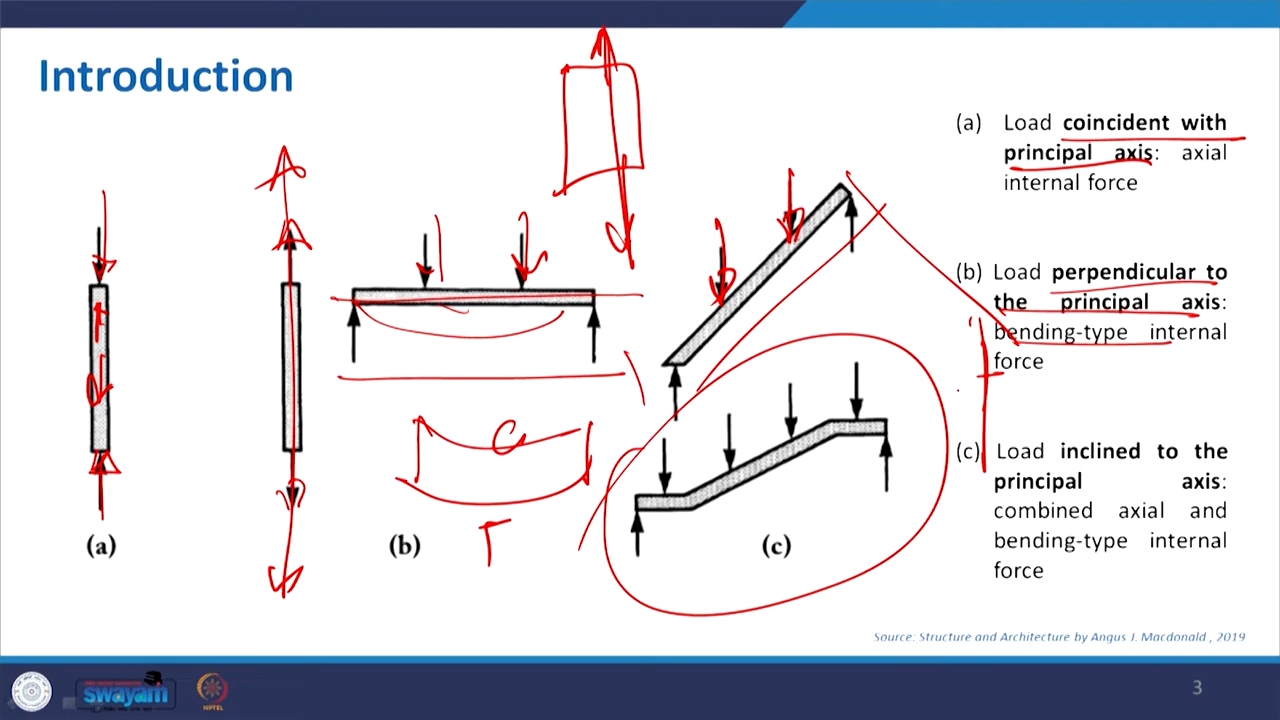 Introduction
(a) Load coincident with
principal axis: axial
internal force
(b) Load perpendicular to
the principal axis:
bending-type internal
force
(c) Load inclined to the
principal axis:
combined axial and
bending-type internal
force
C
T
(a)
(b)
(c)
Source: Structure and Architecture by Angus J. Macdonald , 2019
swayam
NPTEL
3